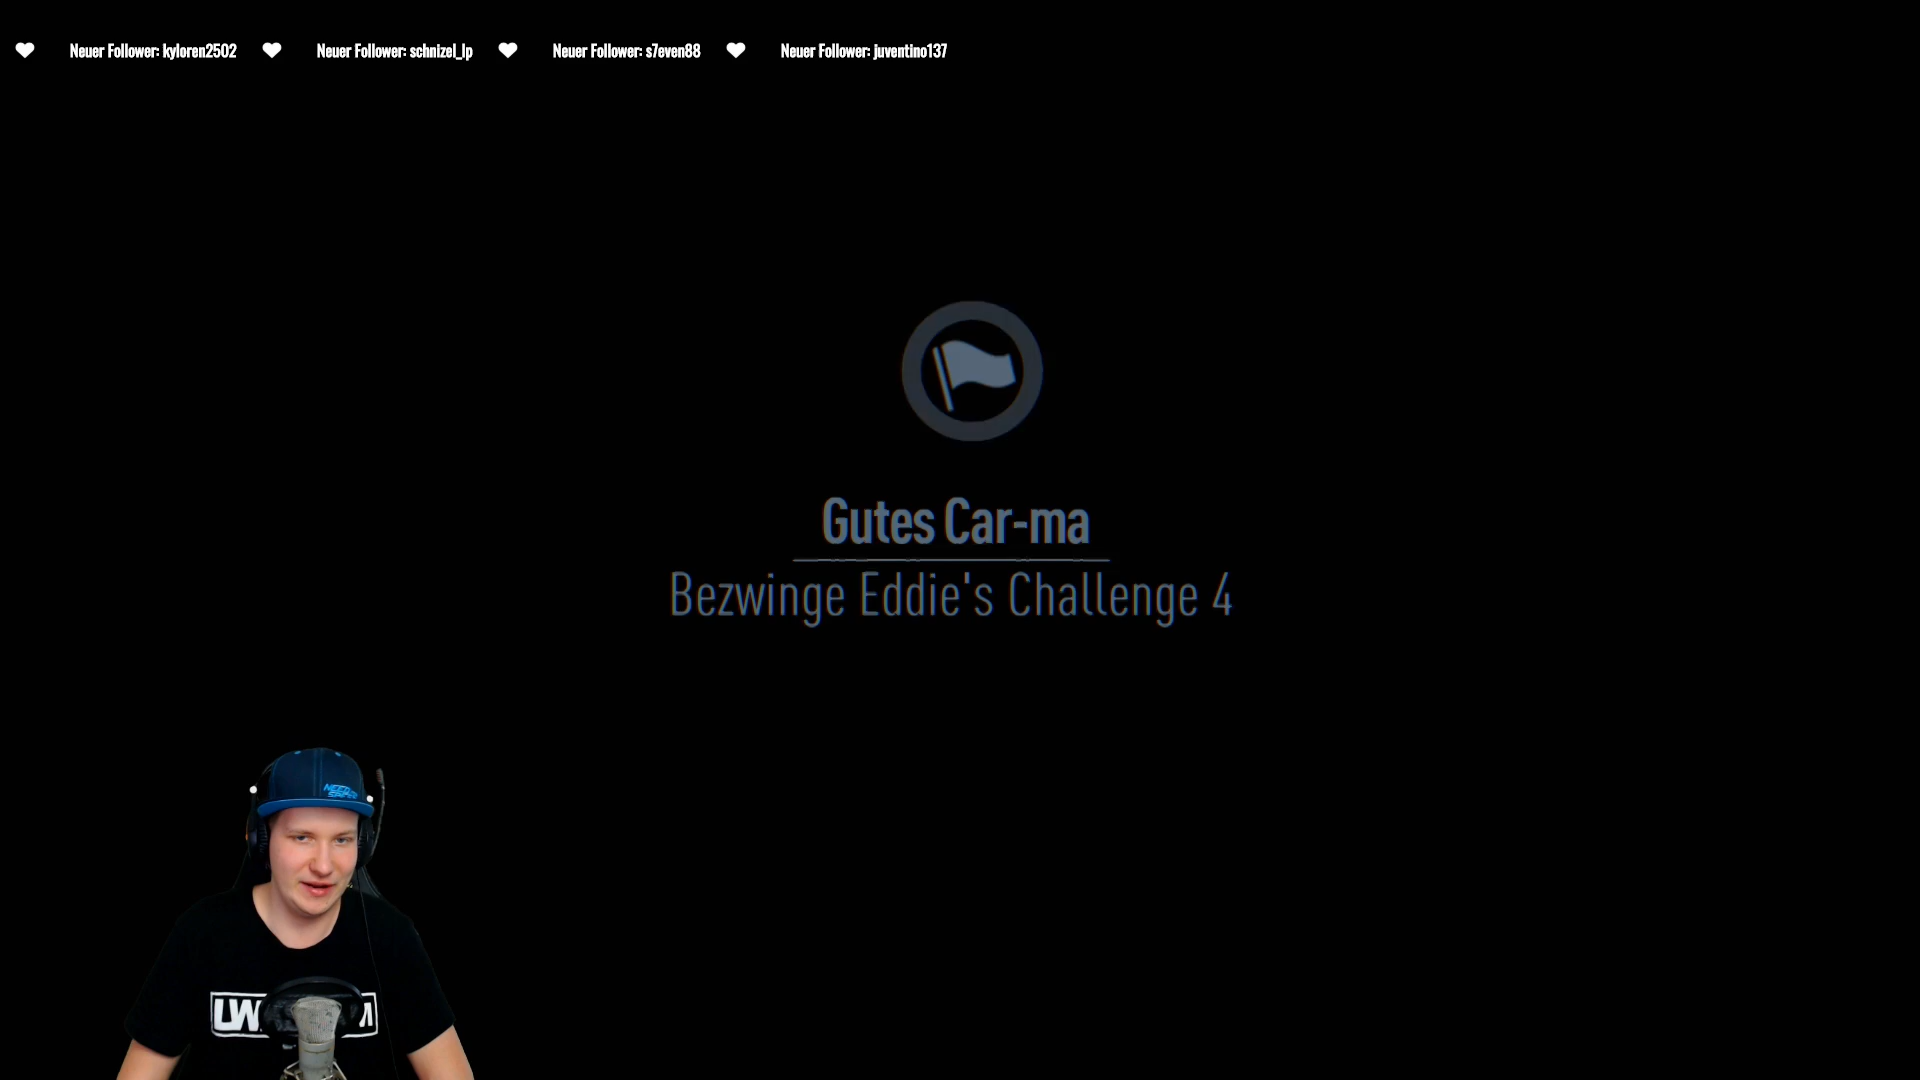 Neuer Follower: kyloren2502 Neuer Follower: schnizel_lp Neuer Follower: s7even88 Neuer Follower: juventino137
Gutes Car-ma
Bezwinge Eddie's Challenge 4
NEED